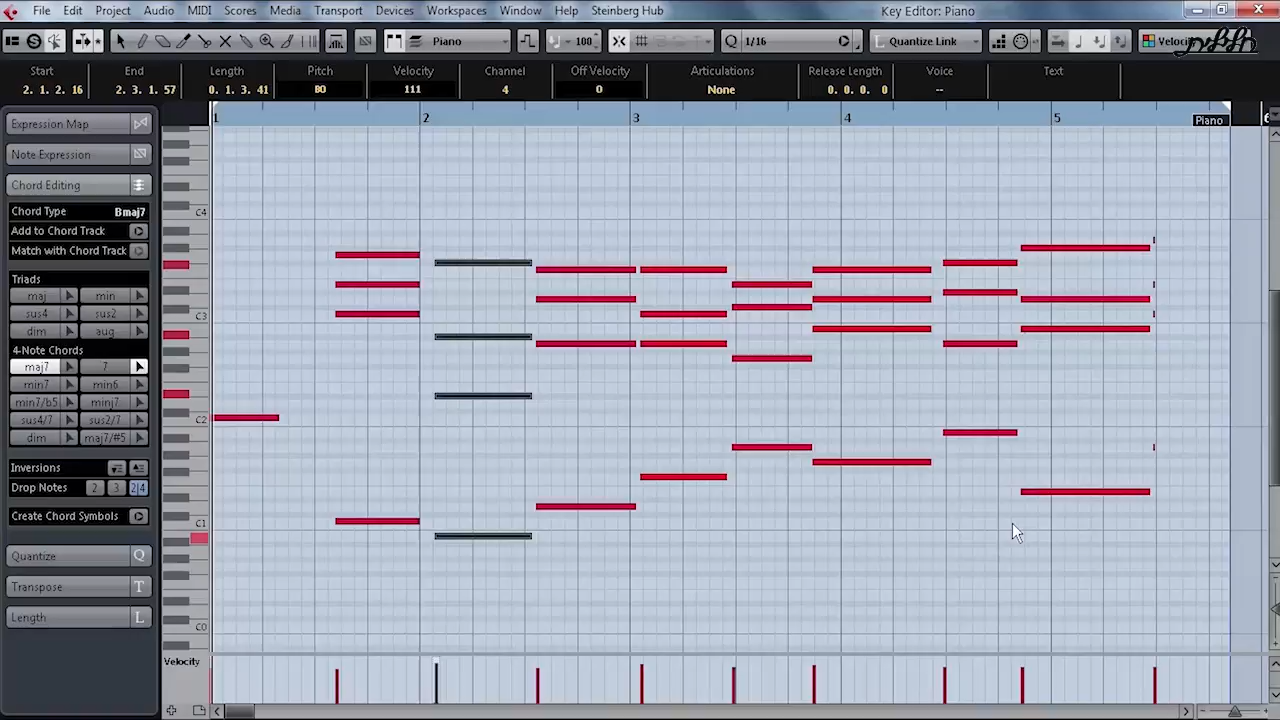 File Edit Project Audio MIDI Scores Media Transport Devices Workspaces Window Help Steinberg Hub Key Editor: Piano
Piano 100 1/16 Quantize Link
Start End Length Pitch Velocity Channel Off Velocity Articulations Release Length Voice Text
2. 1. 2. 16 2. 3. 1. 57 0. 1. 3. 41 B0 111 4 0 None 0. 0. 0. 0 --
1 2 3 4 5 6
Piano
Expression Map
Note Expression
Chord Editing
Chord Type Bmaj7
Add to Chord Track
Match with Chord Track
Triads
maj min
sus2
dim aug
4-Note Chords
7
min7 min6
min7/b5 minj7
sus4/7 sus2/7
dim maj7/#5
Inversions
Drop Notes 2 3 2|4
Create Chord Symbols
Quantize Q
Transpose T
Length L
C4
C3
C2
C1
C0
Velocity